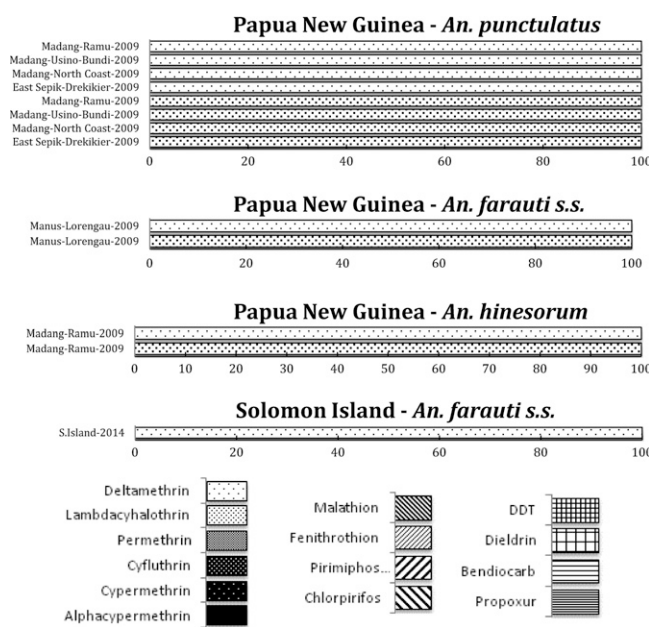 Papua New Guinea - An. punctulatus
Madang-Ramu-2009
Madang-Usino-Bundi-2009
Madang-North Coast-2009
East Sepik-Drekikier-2009
Madang-Ramu-2009
Madang-Usino-Bundi-2009
Madang-North Coast-2009
East Sepik-Drekikier-2009
0 20 40 60 80 100
Papua New Guinea - An. farauti s.s.
Manus-Lorengau-2009
Manus-Lorengau-2009
0 20 40 60 80 100
Papua New Guinea - An. hinesorum
Madang-Ramu-2009
Madang-Ramu-2009
0 10 20 30 40 50 60 70 80 90 100
Solomon Island - An. farauti s.s.
S.Island-2014
0 20 40 60 80 100
Deltamethrin
Lambdacyhalothrin
Permethrin
Cyfluthrin
Cypermethrin
Alphacypermethrin
Malathion
Fenithrothion
Pirimiphos...
Chlorpirifos
DDT
Dieldrin
Bendiocarb
Propoxur